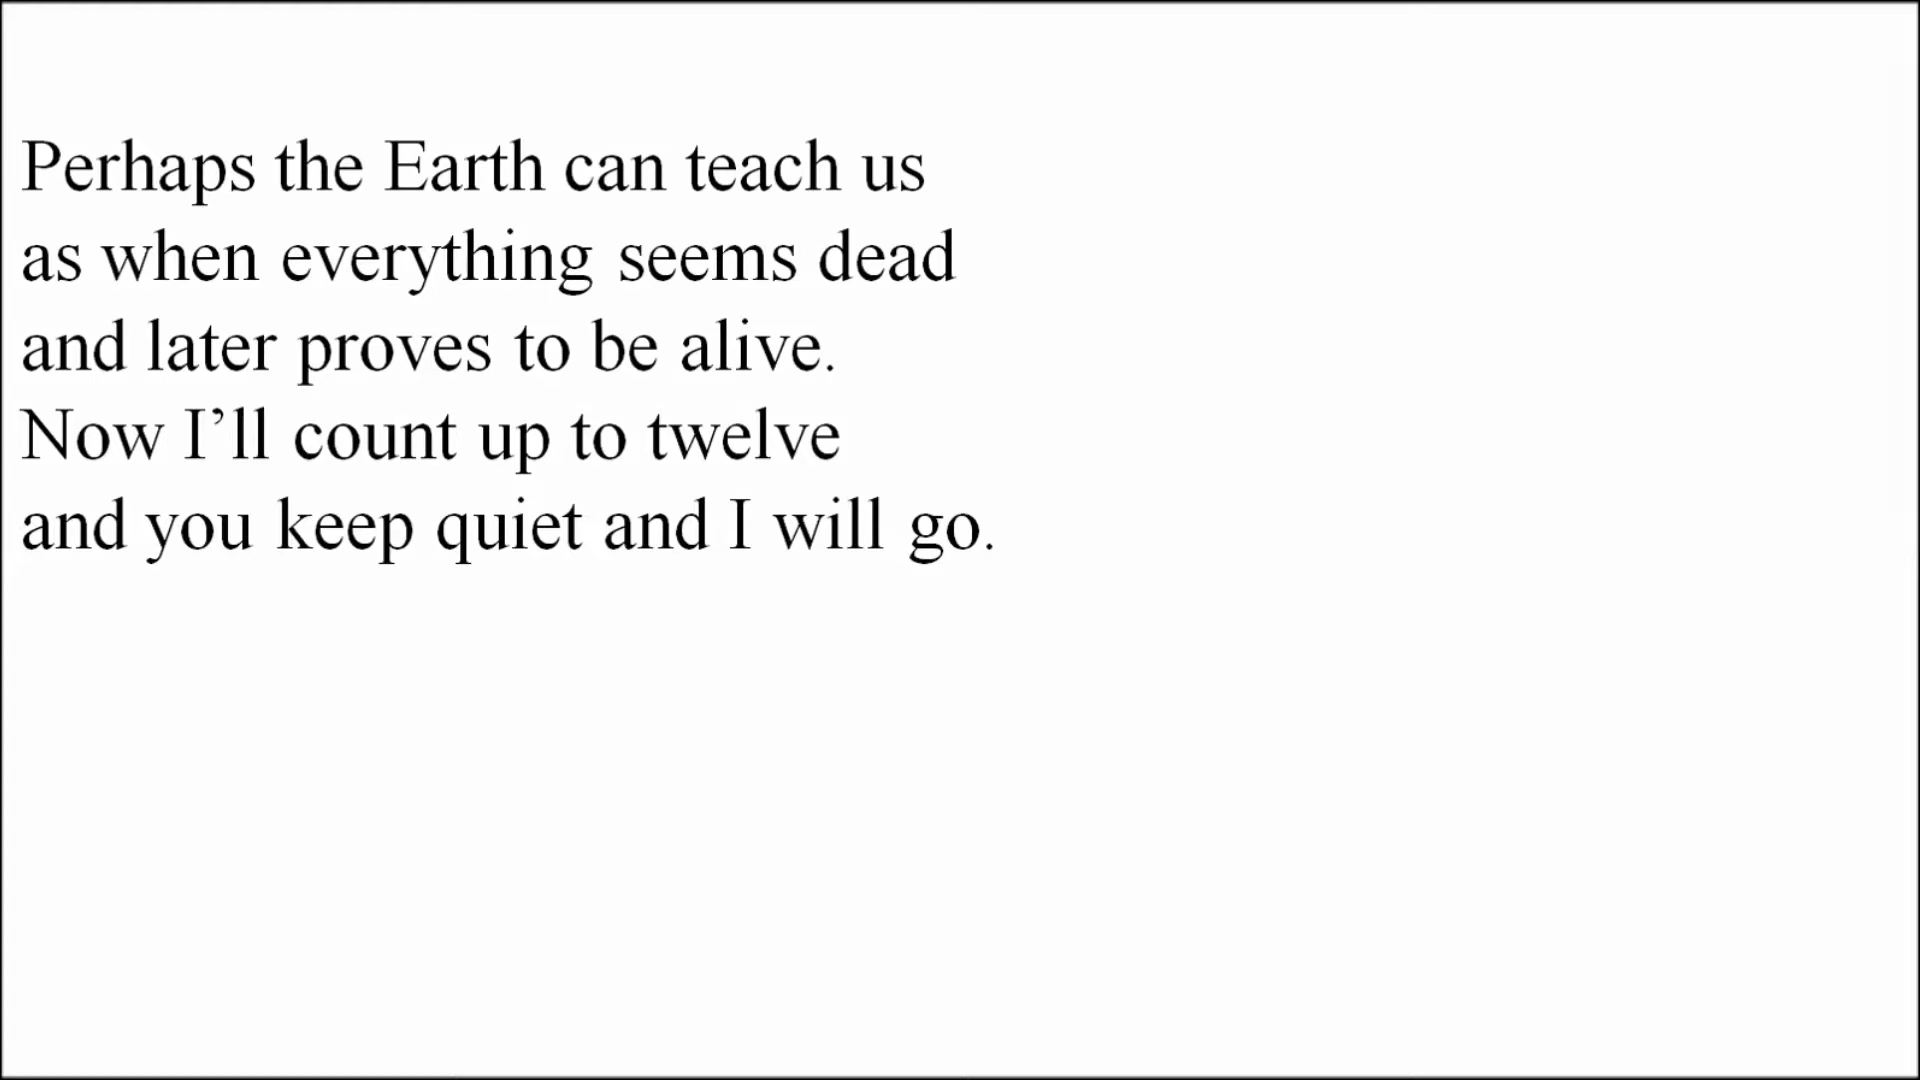 Perhaps the Earth can teach us
as when everything seems dead
and later proves to be alive.
Now I’ll count up to twelve
and you keep quiet and I will go.